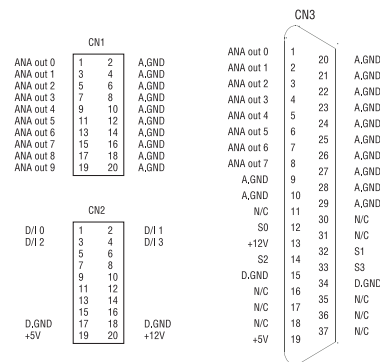 CN1
ANA out 0 1 2 A.GND
ANA out 1 3 4 A.GND
ANA out 2 5 6 A.GND
ANA out 3 7 8 A.GND
ANA out 4 9 10 A.GND
ANA out 5 11 12 A.GND
ANA out 6 13 14 A.GND
ANA out 7 15 16 A.GND
ANA out 8 17 18 A.GND
ANA out 9 19 20 A.GND
CN2
D/I 0 1 2 D/I 1
D/I 2 3 4 D/I 3
5 6
7 8
9 10
11 12
13 14
15 16
D.GND 17 18 D.GND
+5V 19 20 +12V
CN3
ANA out 0 1
20 A.GND
ANA out 1 2
21 A.GND
ANA out 2 3
22 A.GND
ANA out 3 4
23 A.GND
ANA out 4 5
24 A.GND
ANA out 5 6
25 A.GND
ANA out 6 7
26 A.GND
ANA out 7 8
27 A.GND
A.GND 9
28 A.GND
A.GND 10
29 A.GND
N/C 11
30 N/C
S0 12
31 N/C
+12V 13
32 S1
S2 14
33 S3
D.GND 15
34 D.GND
N/C 16
35 N/C
N/C 17
36 N/C
N/C 18
37 N/C
+5V 19